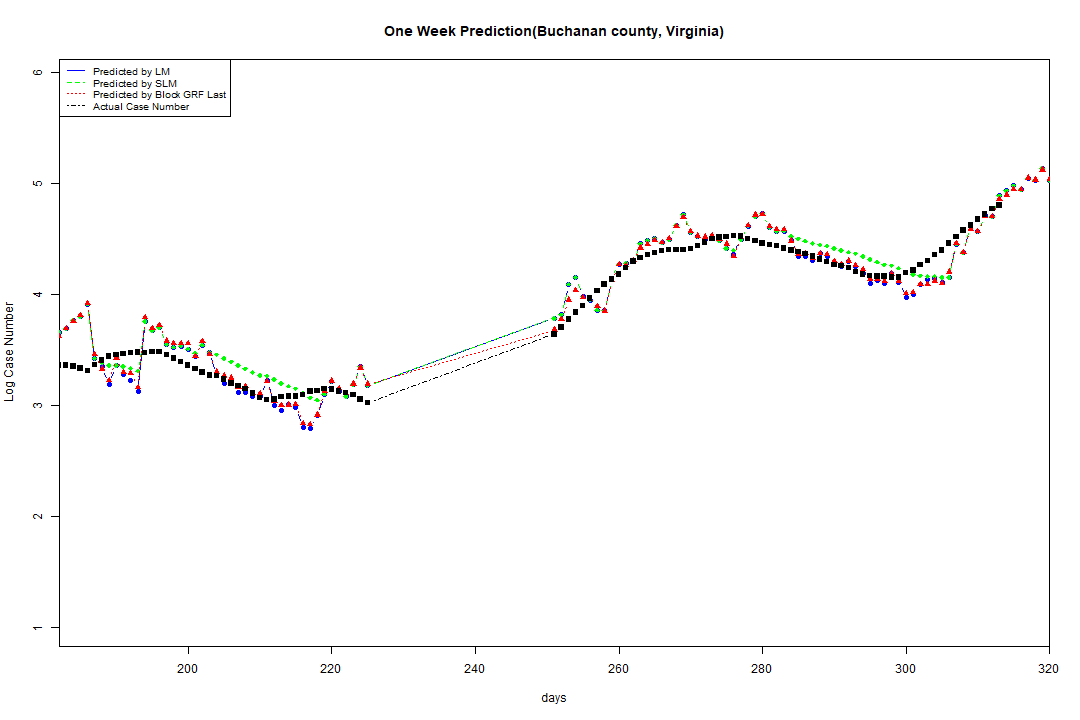 One Week Prediction(Buchanan county, Virginia)
Predicted by LM
Predicted by SLM
Predicted by Block GRF Last
Actual Case Number
6
5
4
3
2
1
Log Case Number
200 220 240 260 280 300 320
days